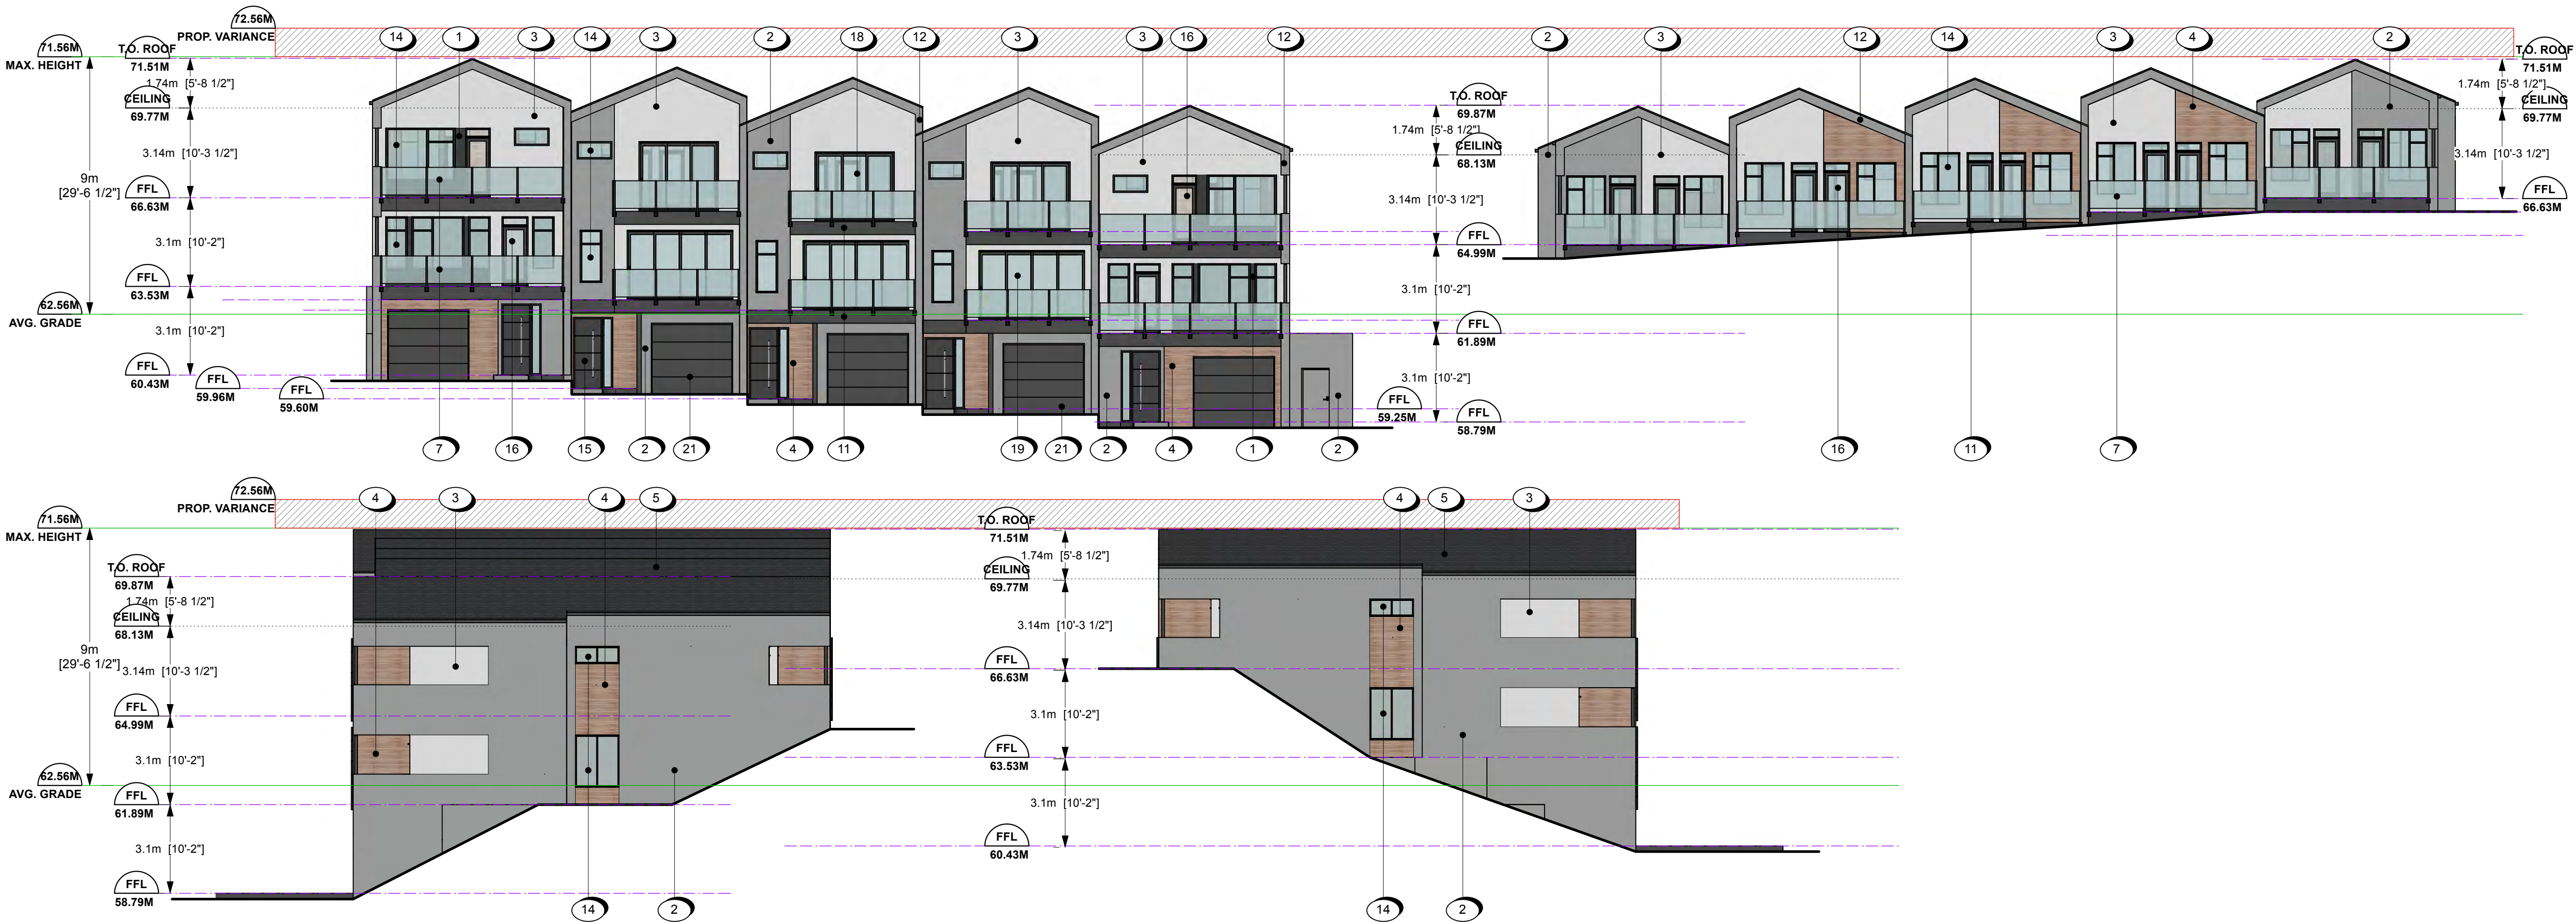 72.56M
PROP. VARIANCE
71.56M
MAX. HEIGHT
T.O. ROOF
71.51M
1.74m [5'-8 1/2"]
CEILING
69.77M
3.14m [10'-3 1/2"]
9m
[29'-6 1/2"]
FFL
66.63M
3.1m [10'-2"]
FFL
63.53M
62.56M
AVG. GRADE
3.1m [10'-2"]
FFL
60.43M
FFL
59.96M
FFL
59.60M
14
1
3
14
3
2
18
12
3
3
16
12
7
16
15
2
21
4
11
19
21
2
4
1
2
T.O. ROOF
69.87M
1.74m [5'-8 1/2"]
CEILING
68.13M
3.14m [10'-3 1/2"]
FFL
64.99M
3.1m [10'-2"]
FFL
61.89M
3.1m [10'-2"]
FFL
59.25M
FFL
58.79M
2
3
12
14
3
4
2
16
11
7
T.O. ROOF
71.51M
1.74m [5'-8 1/2"]
CEILING
69.77M
3.14m [10'-3 1/2"]
FFL
66.63M
72.56M
PROP. VARIANCE
71.56M
MAX. HEIGHT
T.O. ROOF
69.87M
1.74m [5'-8 1/2"]
CEILING
68.13M
9m
[29'-6 1/2"]
3.14m [10'-3 1/2"]
FFL
64.99M
3.1m [10'-2"]
62.56M
AVG. GRADE
FFL
61.89M
3.1m [10'-2"]
FFL
58.79M
4
3
4
5
14
2
T.O. ROOF
71.51M
1.74m [5'-8 1/2"]
CEILING
69.77M
3.14m [10'-3 1/2"]
FFL
66.63M
3.1m [10'-2"]
FFL
63.53M
3.1m [10'-2"]
FFL
60.43M
4
5
3
14
2